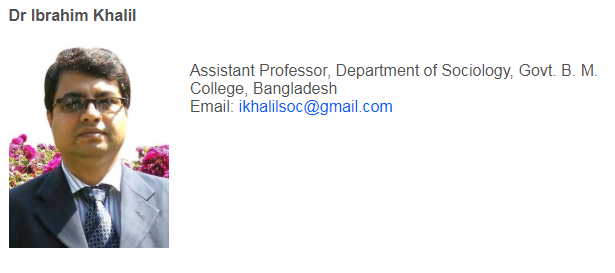 Dr Ibrahim Khalil
Assistant Professor, Department of Sociology, Govt. B. M.
College, Bangladesh
Email: ikhalilsoc@gmail.com